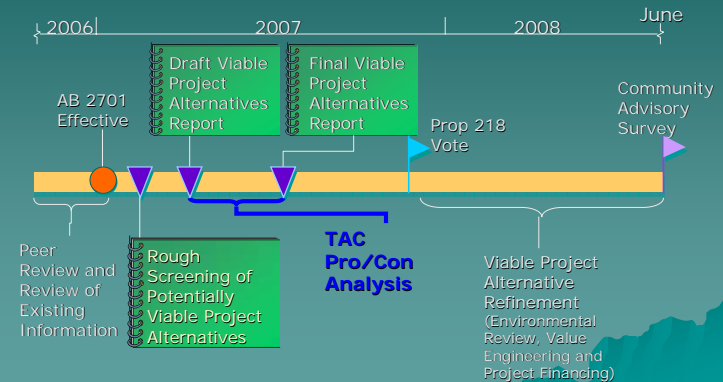 2006
2007
2008
June
AB 2701
Effective
Draft Viable
Project
Alternatives
Report
Final Viable
Project
Alternatives
Report
Prop 218
Vote
Community
Advisory
Survey
Peer
Review and
Review of
Existing
Information
Rough
Screening of
Potentially
Viable Project
Alternatives
TAC
Pro/Con
Analysis
Viable Project
Alternative
Refinement
(Environmental
Review, Value
Engineering and
Project Financing)